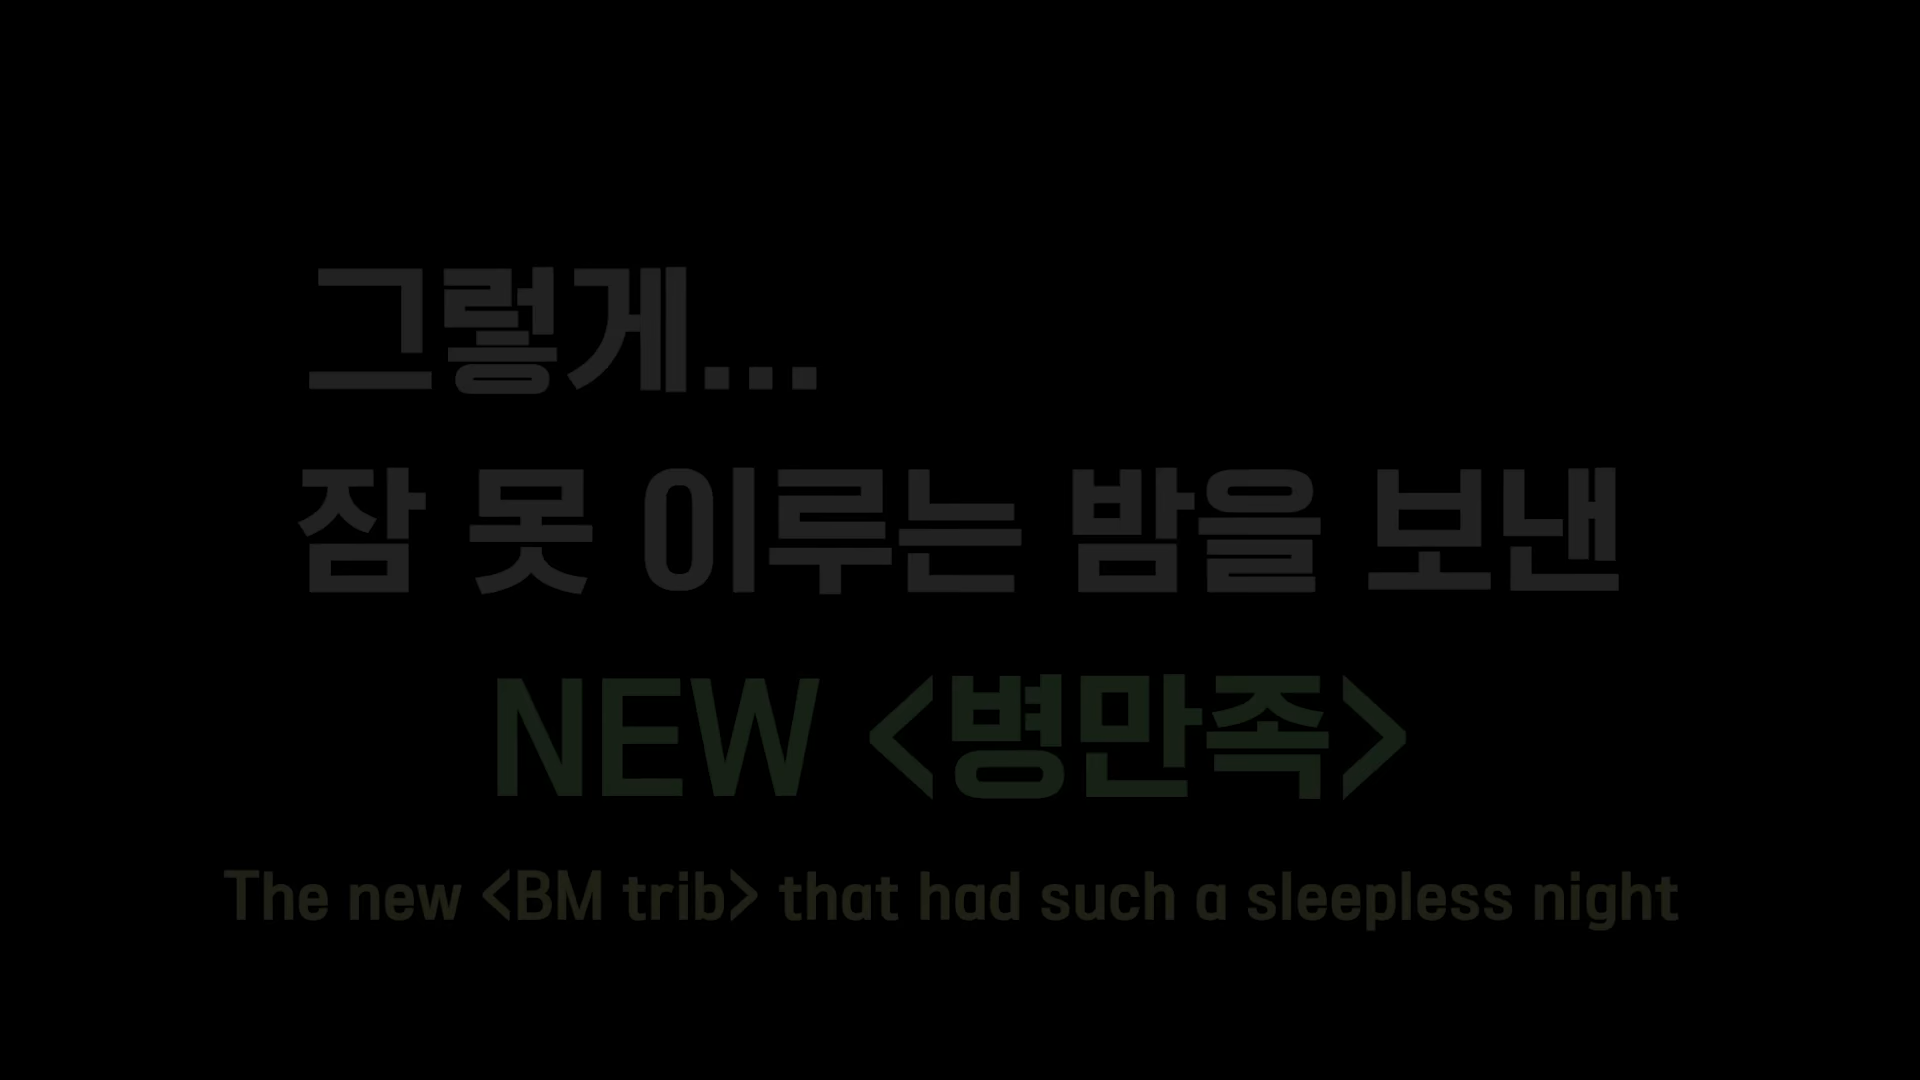 그렇게...
잠 못 이루는 밤을 보낸
NEW <병만족>
The new <BM trib> that had such a sleepless night